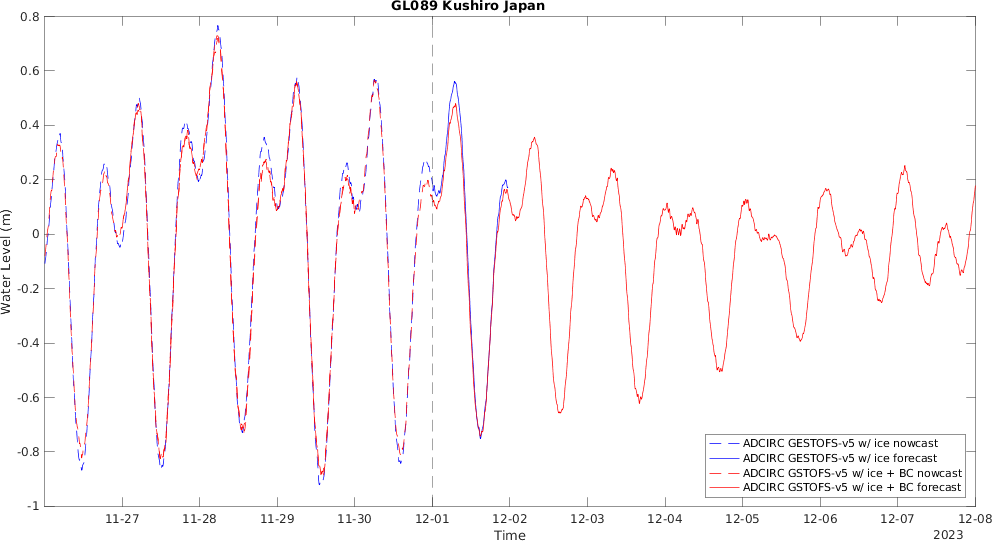 GL089 Kushiro Japan
0.8
0.6
0.4
0.2
0
-0.2
-0.4
-0.6
-0.8
-1
Water Level (m)
ADCIRC GESTOFS-v5 w/ ice nowcast
ADCIRC GESTOFS-v5 w/ ice forecast
ADCIRC GSTOFS-v5 w/ ice + BC nowcast
ADCIRC GSTOFS-v5 w/ ice + BC forecast
11-27 11-28 11-29 11-30 12-01 12-02 12-03 12-04 12-05 12-06 12-07 12-08
Time
2023